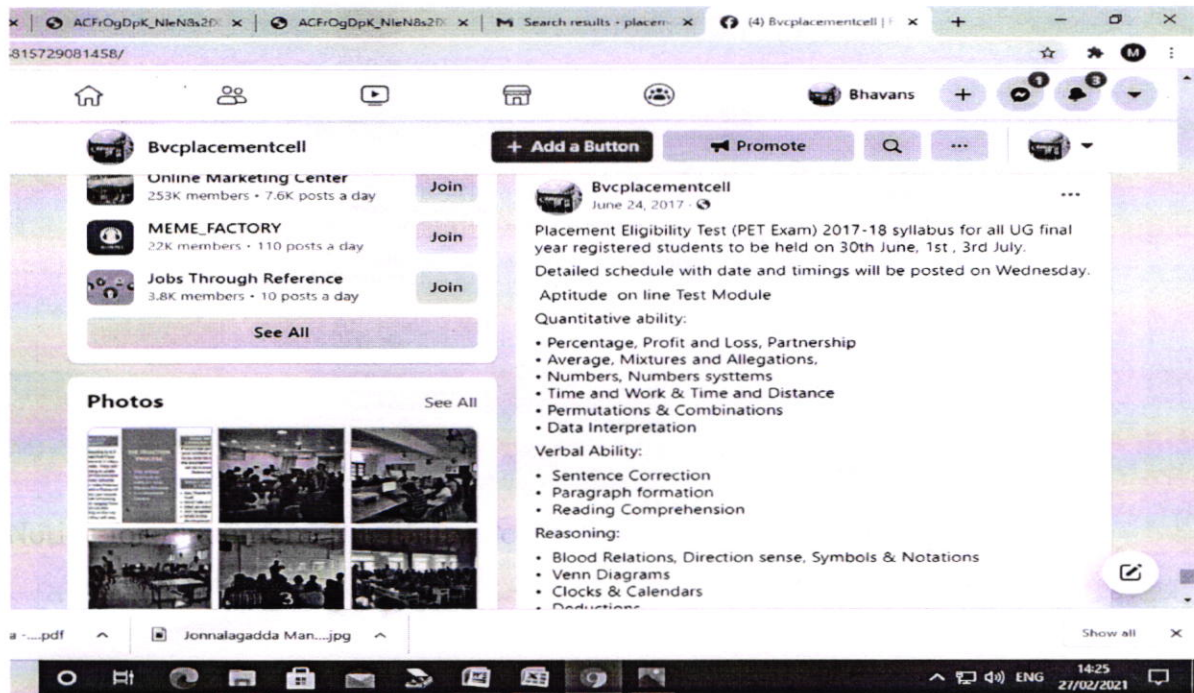 ACFrOgDpK_NIeN8s2f
ACFrOgDpK_NIeN8s2f
Search results - placem
(4) Bvcplacementcell | F
-815729081458/
M
Bhavans
1
3
Bvcplacementcell
+ Add a Button
Promote
Online Marketing Center
253K members • 7.6K posts a day
Join
MEME_FACTORY
22K members • 110 posts a day
Join
Jobs Through Reference
3.8K members • 10 posts a day
Join
See All
Photos
See All
3
Bvcplacementcell
June 24, 2017
Placement Eligibility Test (PET Exam) 2017-18 syllabus for all UG final
year registered students to be held on 30th June, 1st , 3rd July.
Detailed schedule with date and timings will be posted on Wednesday.
Aptitude on line Test Module
Quantitative ability:
• Percentage, Profit and Loss, Partnership
• Average, Mixtures and Allegations,
• Numbers, Numbers systtems
• Time and Work & Time and Distance
• Permutations & Combinations
• Data Interpretation
Verbal Ability:
• Sentence Correction
• Paragraph formation
• Reading Comprehension
Reasoning:
• Blood Relations, Direction sense, Symbols & Notations
• Venn Diagrams
• Clocks & Calendars
• Deductions
a -....pdf
Jonnalagadda Man....jpg
Show all
ENG
14:25
27/02/2021